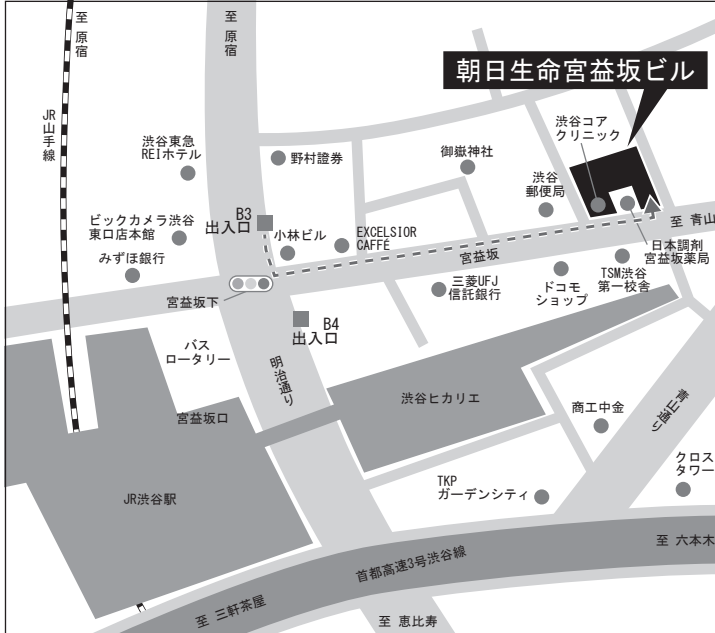 至 原宿
至 原宿
朝日生命宮益坂ビル
JR山手線
渋谷東急
REIホテル
野村證券
御嶽神社
渋谷コア
クリニック
渋谷
郵便局
B3
出入口
ビックカメラ渋谷
東口店本館
小林ビル
EXCELSIOR
CAFFÉ
宮益坂
至 青山
みずほ銀行
日本調剤
宮益坂薬局
三菱UFJ
信託銀行
ドコモ
ショップ
TSM渋谷
第一校舎
宮益坂下
B4
出入口
バス
ロータリー
明治通り
宮益坂口
渋谷ヒカリエ
商工中金
青山通り
クロス
タワー
TKP
ガーデンシティ
JR渋谷駅
首都高速3号渋谷線
至 六本木
至 三軒茶屋
至 恵比寿